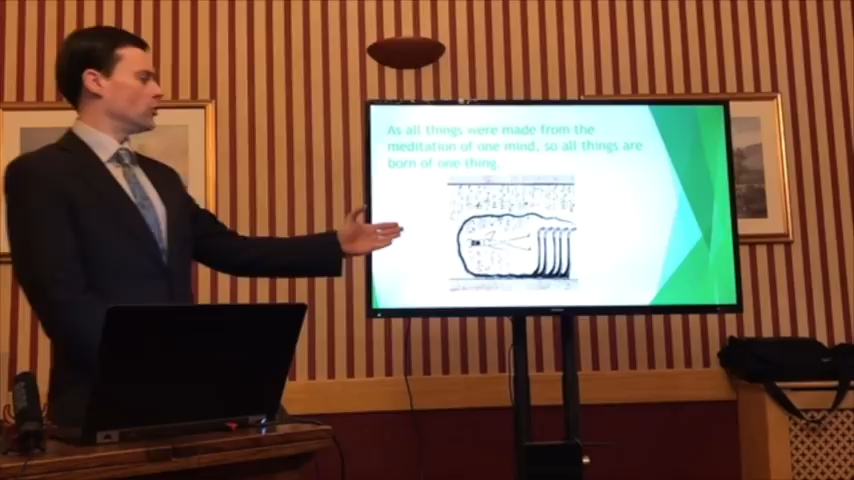 As all things were made from the
meditation of one mind, so all things are
born of one thing.